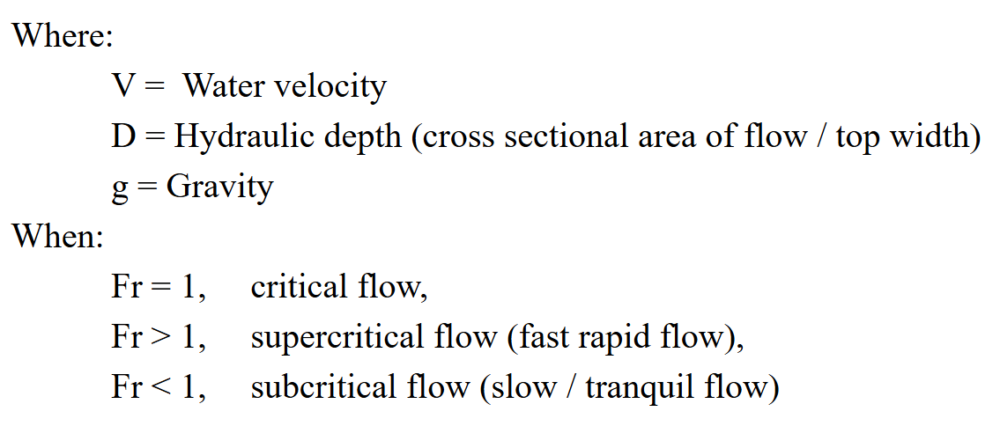 Where:
V = Water velocity
D = Hydraulic depth (cross sectional area of flow / top width)
g = Gravity
When:
Fr = 1, critical flow,
Fr > 1, supercritical flow (fast rapid flow),
Fr < 1, subcritical flow (slow / tranquil flow)